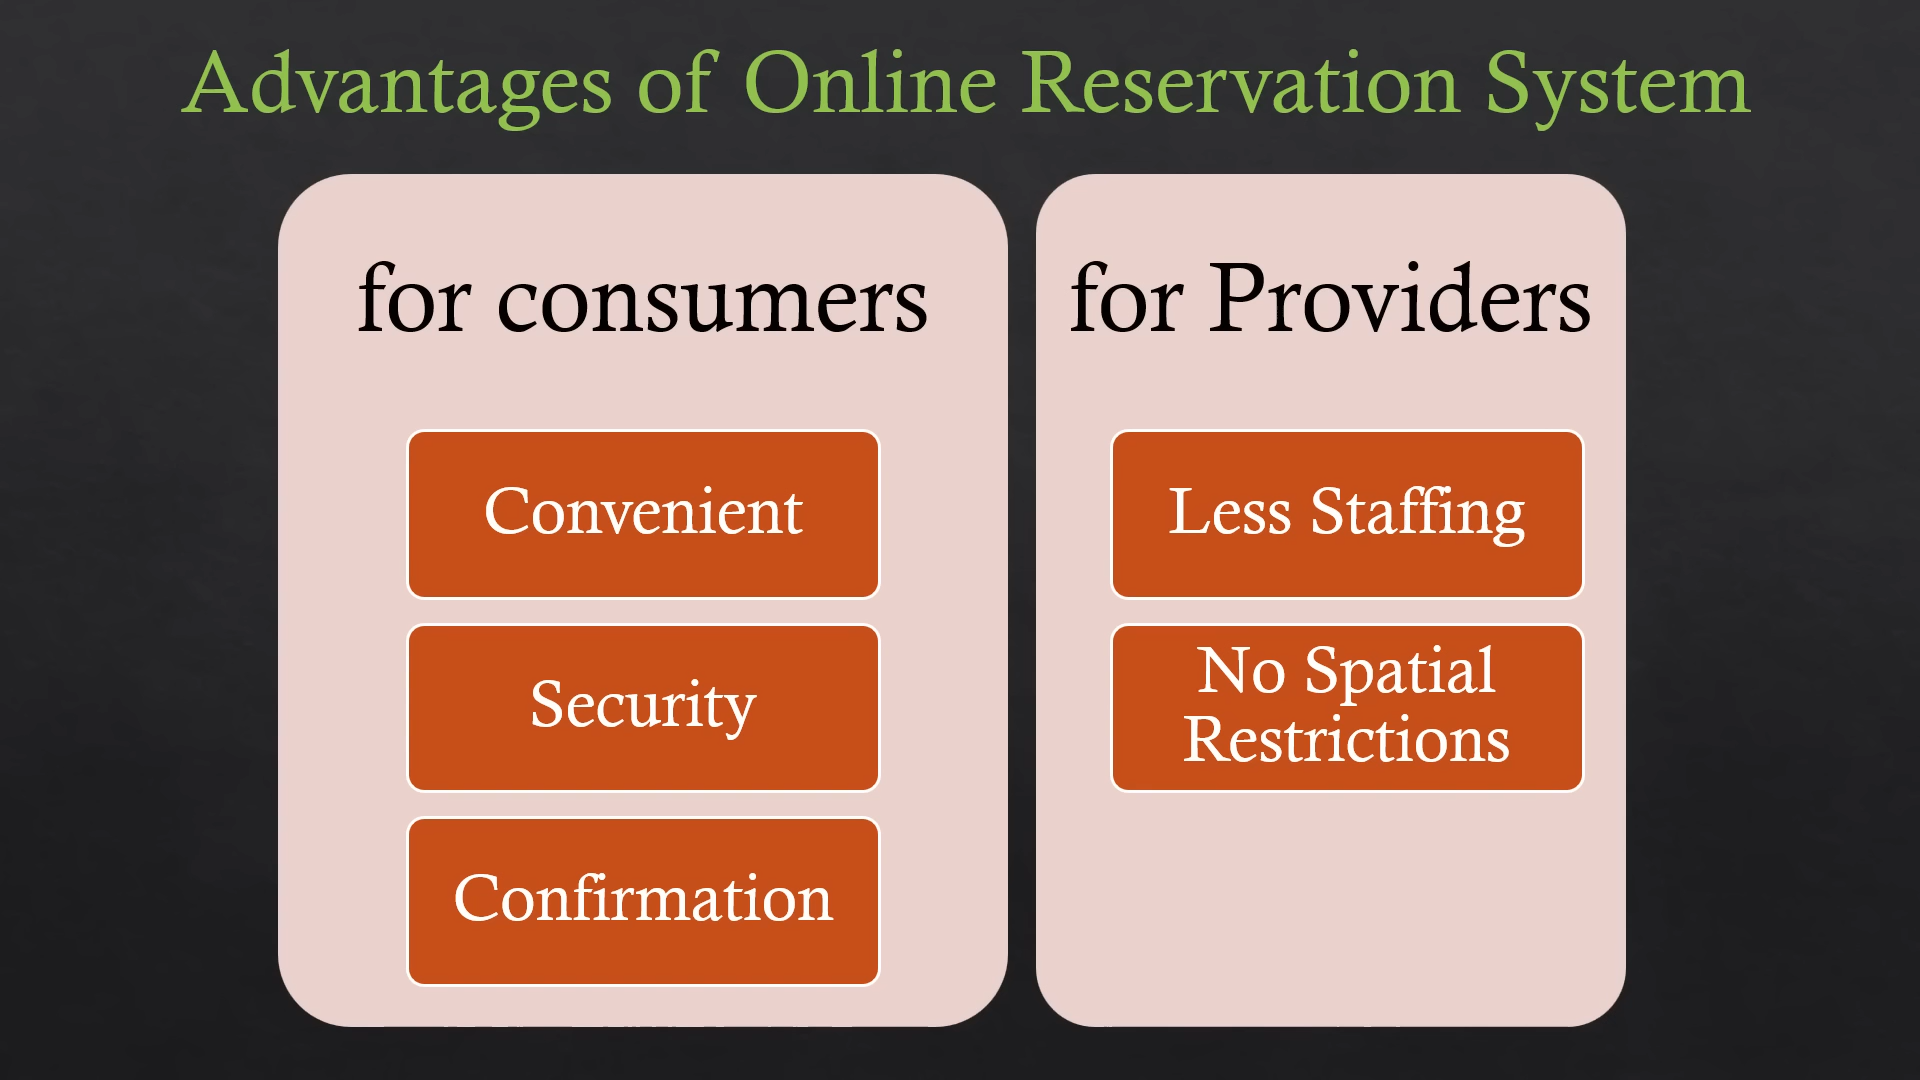 Advantages of Online Reservation System
for consumers
Convenient
Security
Confirmation
for Providers
Less Staffing
No Spatial
Restrictions